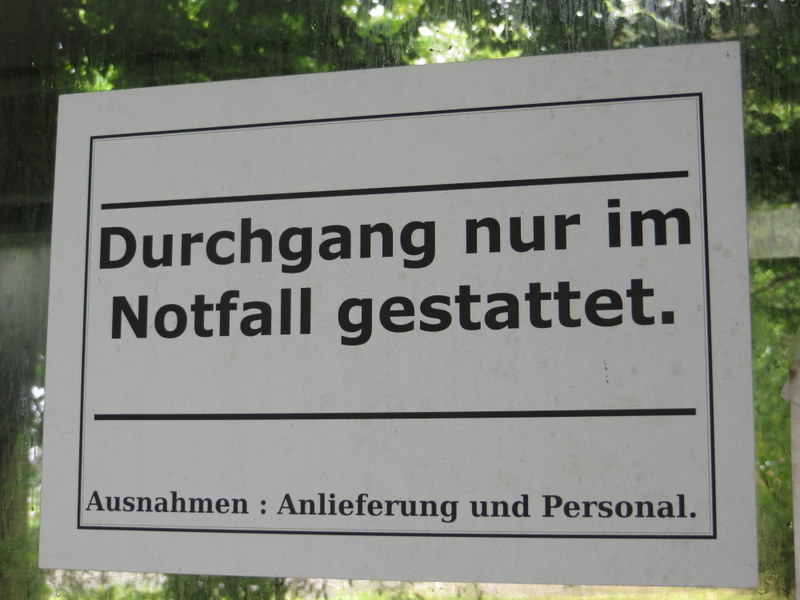 Durchgang nur im
Notfall gestattet.
Ausnahmen : Anlieferung und Personal.